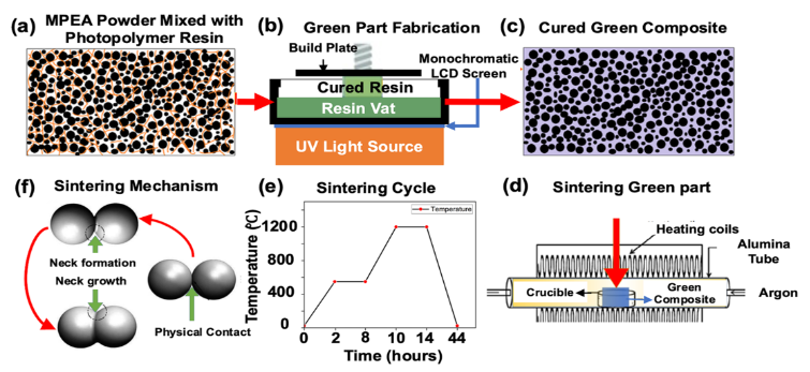 (a) MPEA Powder Mixed with
Photopolymer Resin
(b) Green Part Fabrication
Build Plate
Monochromatic
LCD Screen
Cured Resin
Resin Vat
UV Light Source
(c) Cured Green Composite
(f) Sintering Mechanism
Neck formation
Neck growth
Physical Contact
(e) Sintering Cycle
Temperature
Temperature (ºC)
1200
800
400
0
0 2 8 10 14 44
Time (hours)
(d) Sintering Green part
Heating coils
Alumina
Tube
Crucible
Green
Composite
Argon